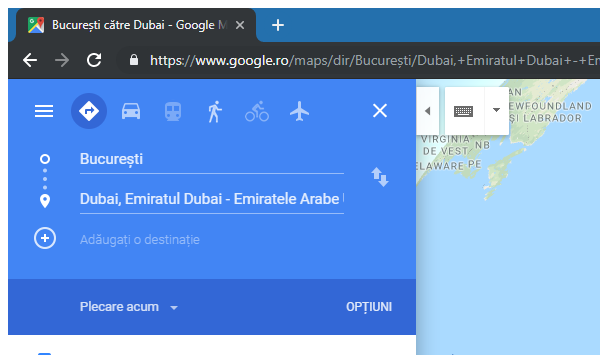 București către Dubai - Google M
https://www.google.ro/maps/dir/București/Dubai,+Emiratul+Dubai+-+Em
București
Dubai, Emiratul Dubai - Emiratele Arabe
Adăugați o destinație
Plecare acum
OPȚIUNI
NEWFOUNDLAND
ȘI LABRADOR
VIRGINIA
DE VEST
NB
DELAWARE
PE